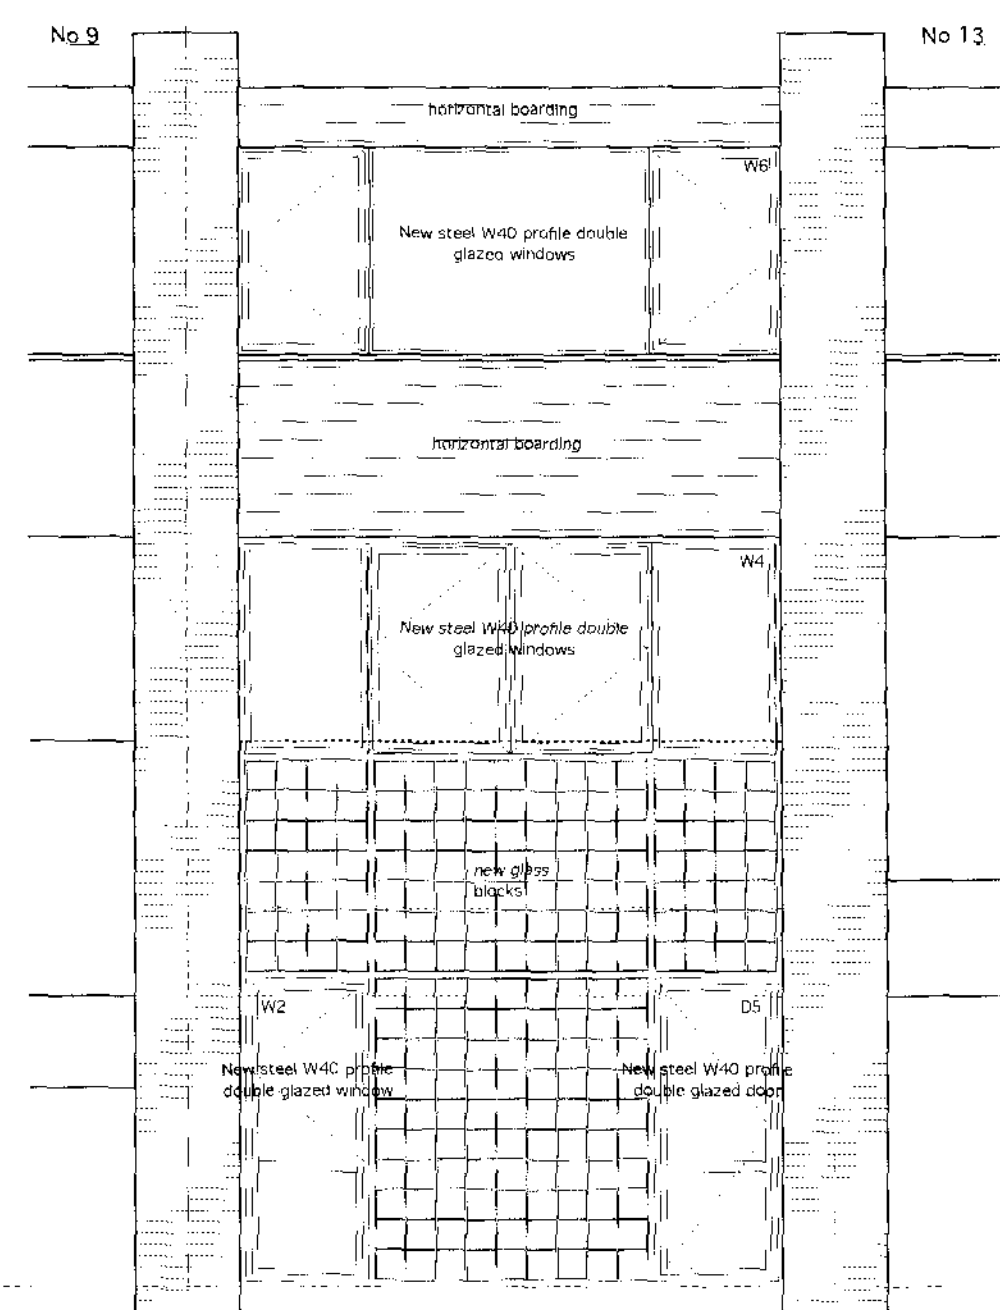 No 9
No 13
horizontal boarding
W6
New steel W40 profile double
glazed windows
horizontal boarding
W4
New steel W40 profile double
glazed windows
new glass
blocks
W2
D5
New steel W40 profile
double glazed window
New steel W40 profile
double glazed door